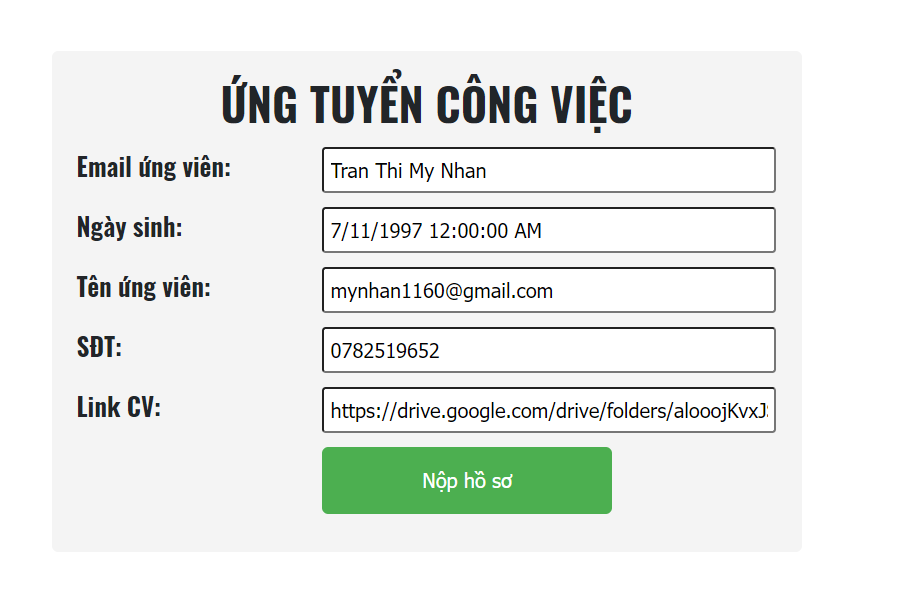 ỨNG TUYỂN CÔNG VIỆC
Email ứng viên: Tran Thi My Nhan
Ngày sinh: 7/11/1997 12:00:00 AM
Tên ứng viên: mynhan1160@gmail.com
SĐT: 0782519652
Link CV: https://drive.google.com/drive/folders/alooojKvxJ
Nộp hồ sơ